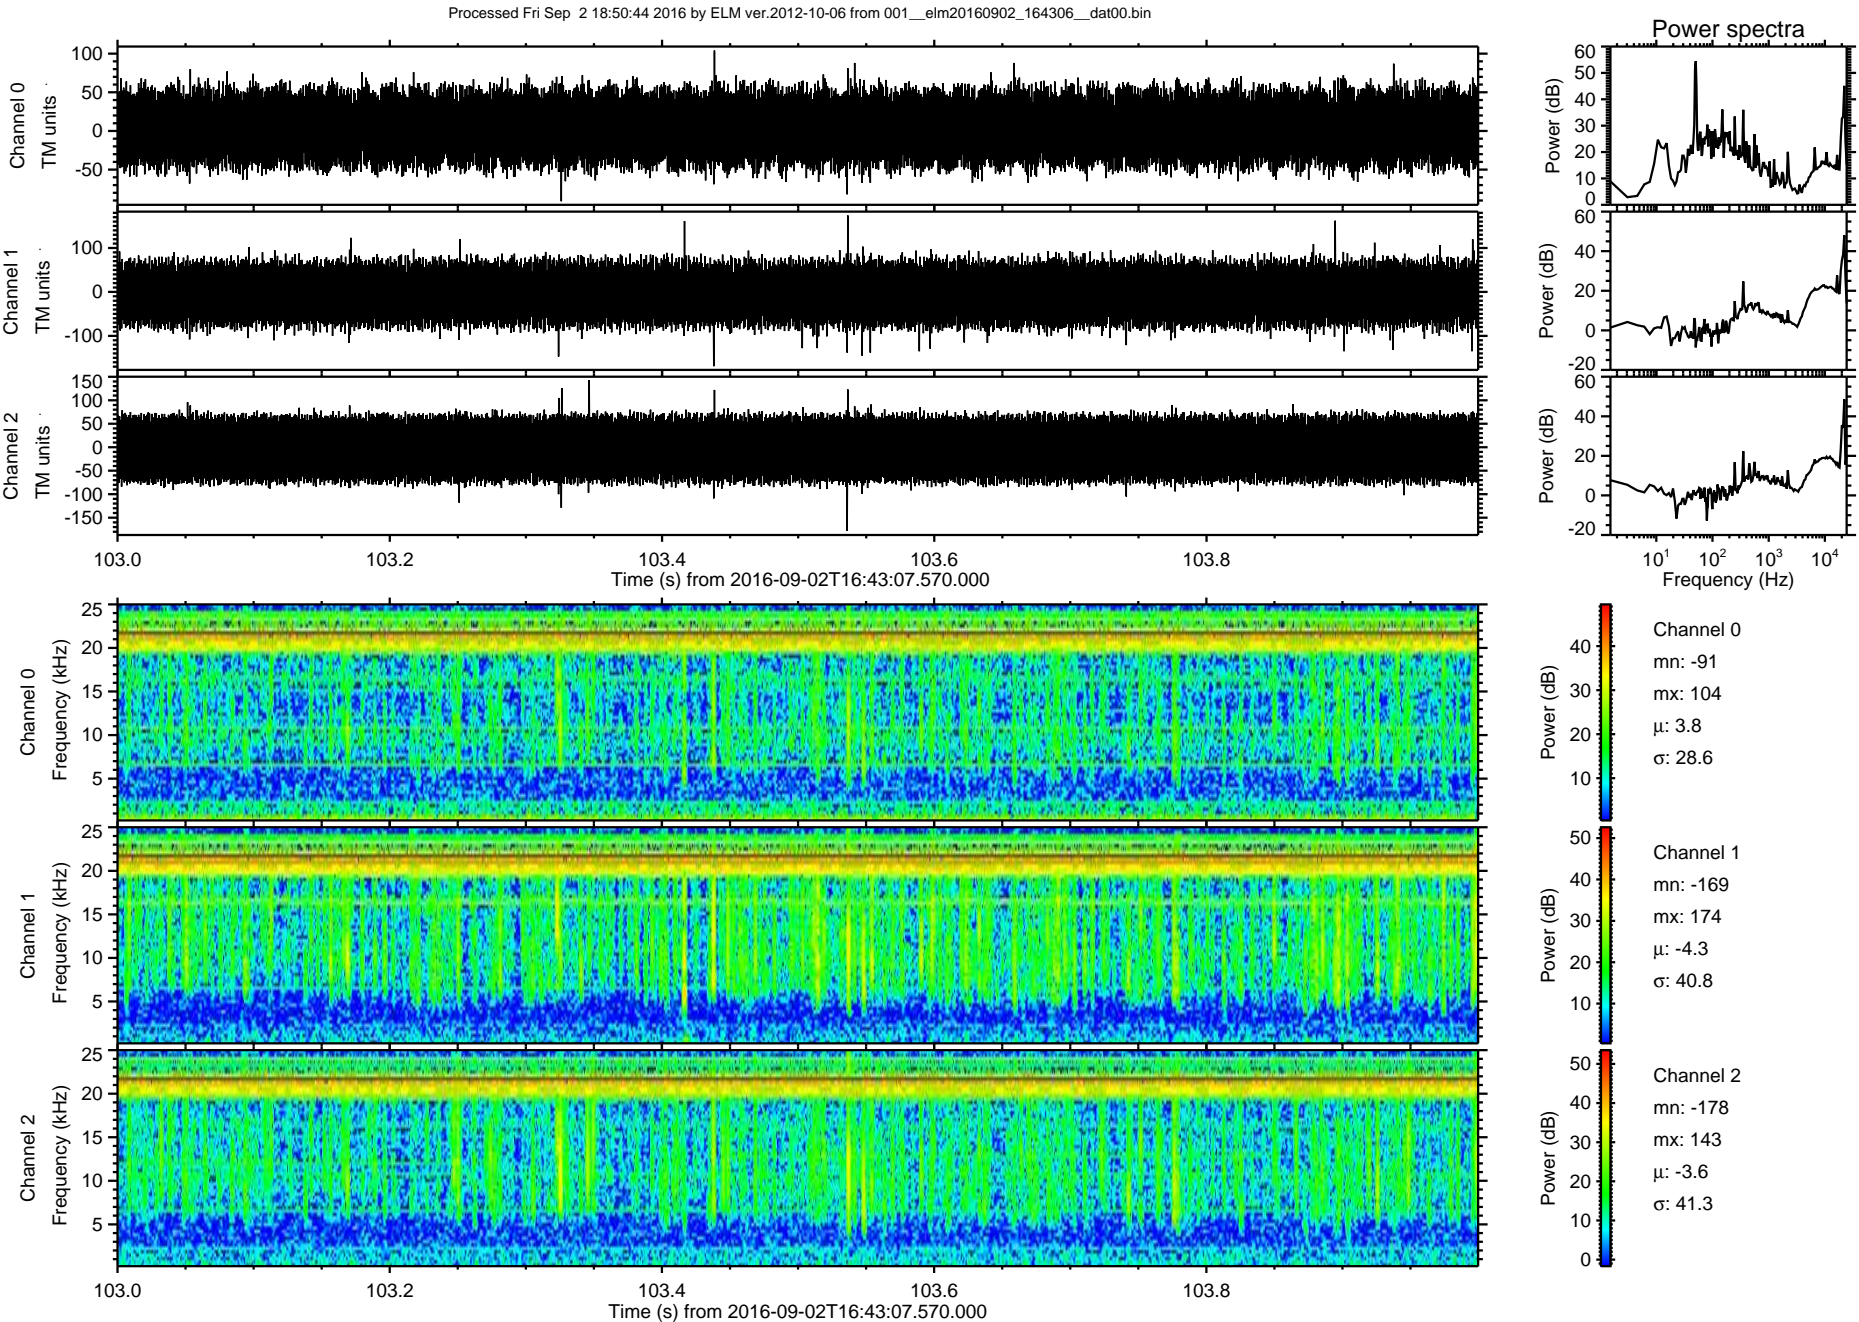 Processed Fri Sep  2 18:50:44 2016 by ELM ver.2012-10-06 from 001__elm20160902_164306__dat00.bin
Power spectra
Channel 0
TM units
100
50
0
-50
Power (dB)
60
50
40
30
20
10
0
Channel 1
TM units
100
0
-100
Power (dB)
60
40
20
0
-20
Channel 2
TM units
150
100
50
0
-50
-100
-150
Power (dB)
60
40
20
0
-20
103.0 103.2 103.4 103.6 103.8
Time (s) from 2016-09-02T16:43:07.570.000
10¹ 10² 10³ 10⁴
Frequency (Hz)
Channel 0
Frequency (kHz)
25
20
15
10
5
Power (dB)
40
30
20
10
Channel 0
mn: -91
mx: 104
μ: 3.8
σ: 28.6
Channel 1
Frequency (kHz)
25
20
15
10
5
Power (dB)
50
40
30
20
10
Channel 1
mn: -169
mx: 174
μ: -4.3
σ: 40.8
Channel 2
Frequency (kHz)
25
20
15
10
5
Power (dB)
50
40
30
20
10
0
Channel 2
mn: -178
mx: 143
μ: -3.6
σ: 41.3
103.0 103.2 103.4 103.6 103.8
Time (s) from 2016-09-02T16:43:07.570.000